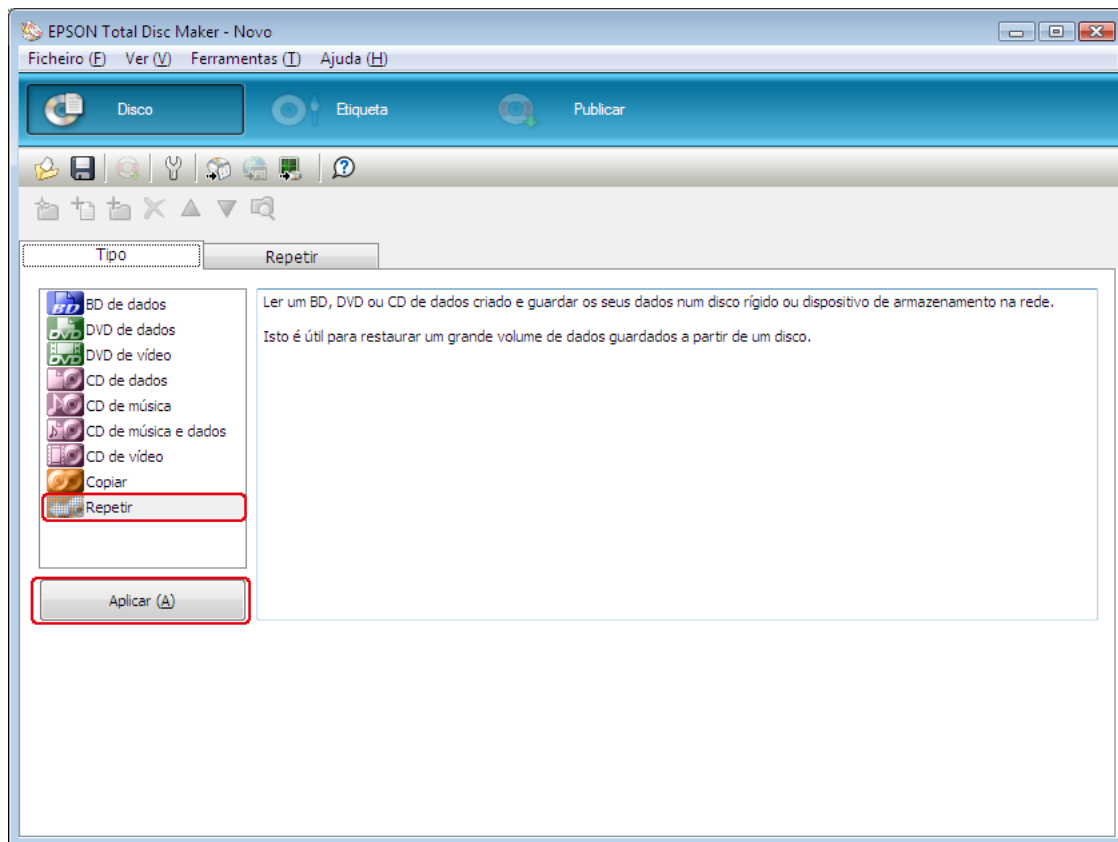 EPSON Total Disc Maker - Novo
Ficheiro (F) Ver (V) Ferramentas (T) Ajuda (H)
Disco Etiqueta Publicar
Tipo Repetir
BD de dados
DVD de dados
DVD de vídeo
CD de dados
CD de música
CD de música e dados
CD de vídeo
Copiar
Repetir
Aplicar (A)
Ler um BD, DVD ou CD de dados criado e guardar os seus dados num disco rígido ou dispositivo de armazenamento na rede.
Isto é útil para restaurar um grande volume de dados guardados a partir de um disco.
BD
DVD
DVD